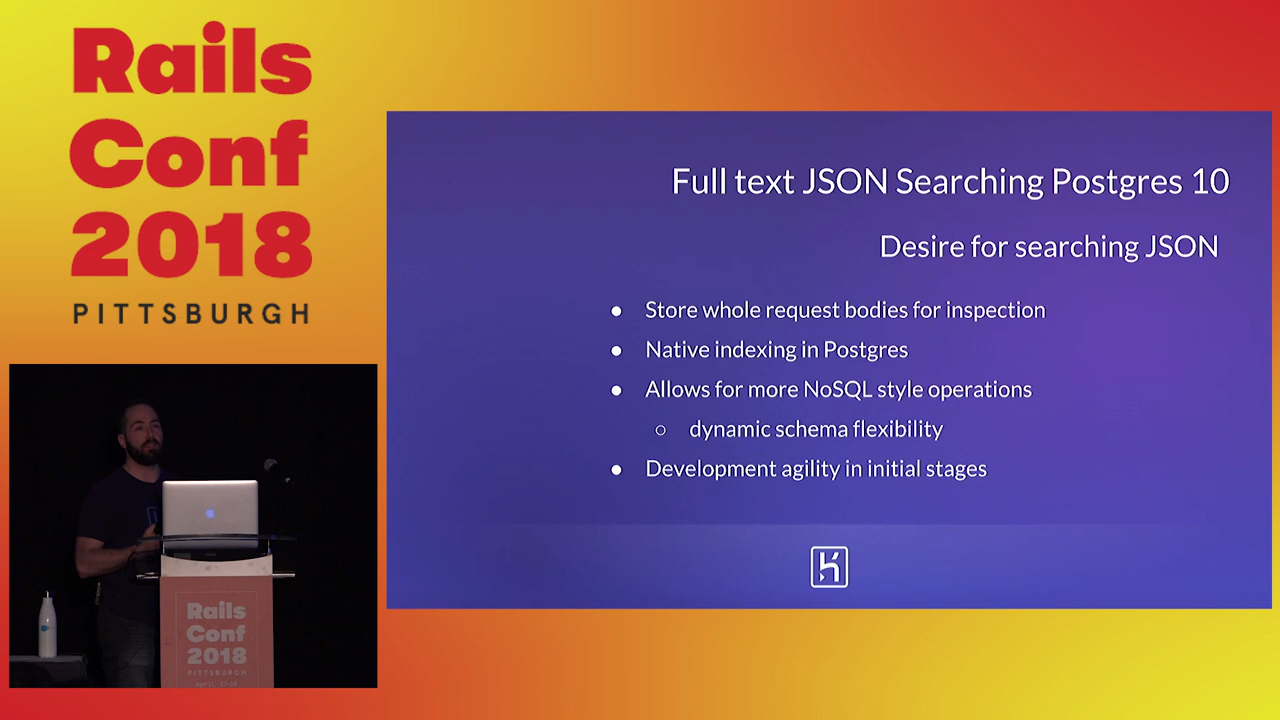 Rails
Conf
2018
PITTSBURGH
Full text JSON Searching Postgres 10
Desire for searching JSON
● Store whole request bodies for inspection
● Native indexing in Postgres
● Allows for more NoSQL style operations
○ dynamic schema flexibility
● Development agility in initial stages
Rails
Conf
2018
PITTSBURGH